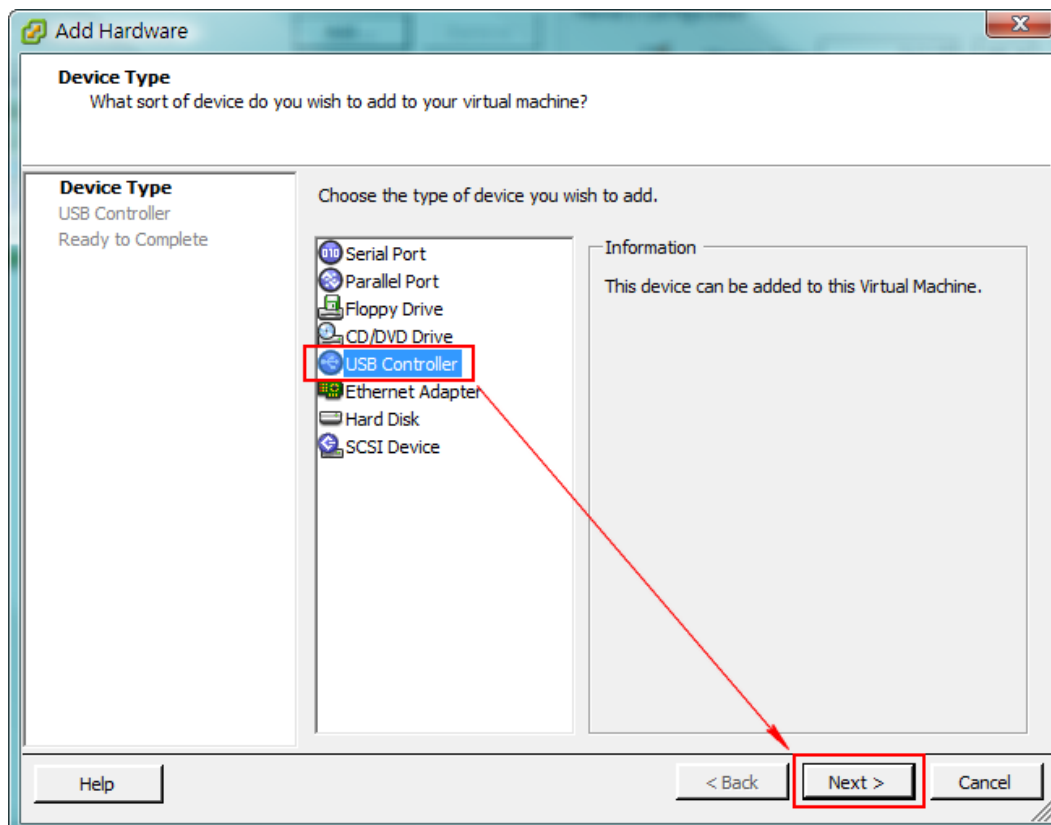 Add Hardware
Device Type
What sort of device do you wish to add to your virtual machine?
Device Type
USB Controller
Ready to Complete
Choose the type of device you wish to add.
Serial Port
Parallel Port
Floppy Drive
CD/DVD Drive
USB Controller
Ethernet Adapter
Hard Disk
SCSI Device
Information
This device can be added to this Virtual Machine.
Help
< Back
Next >
Cancel